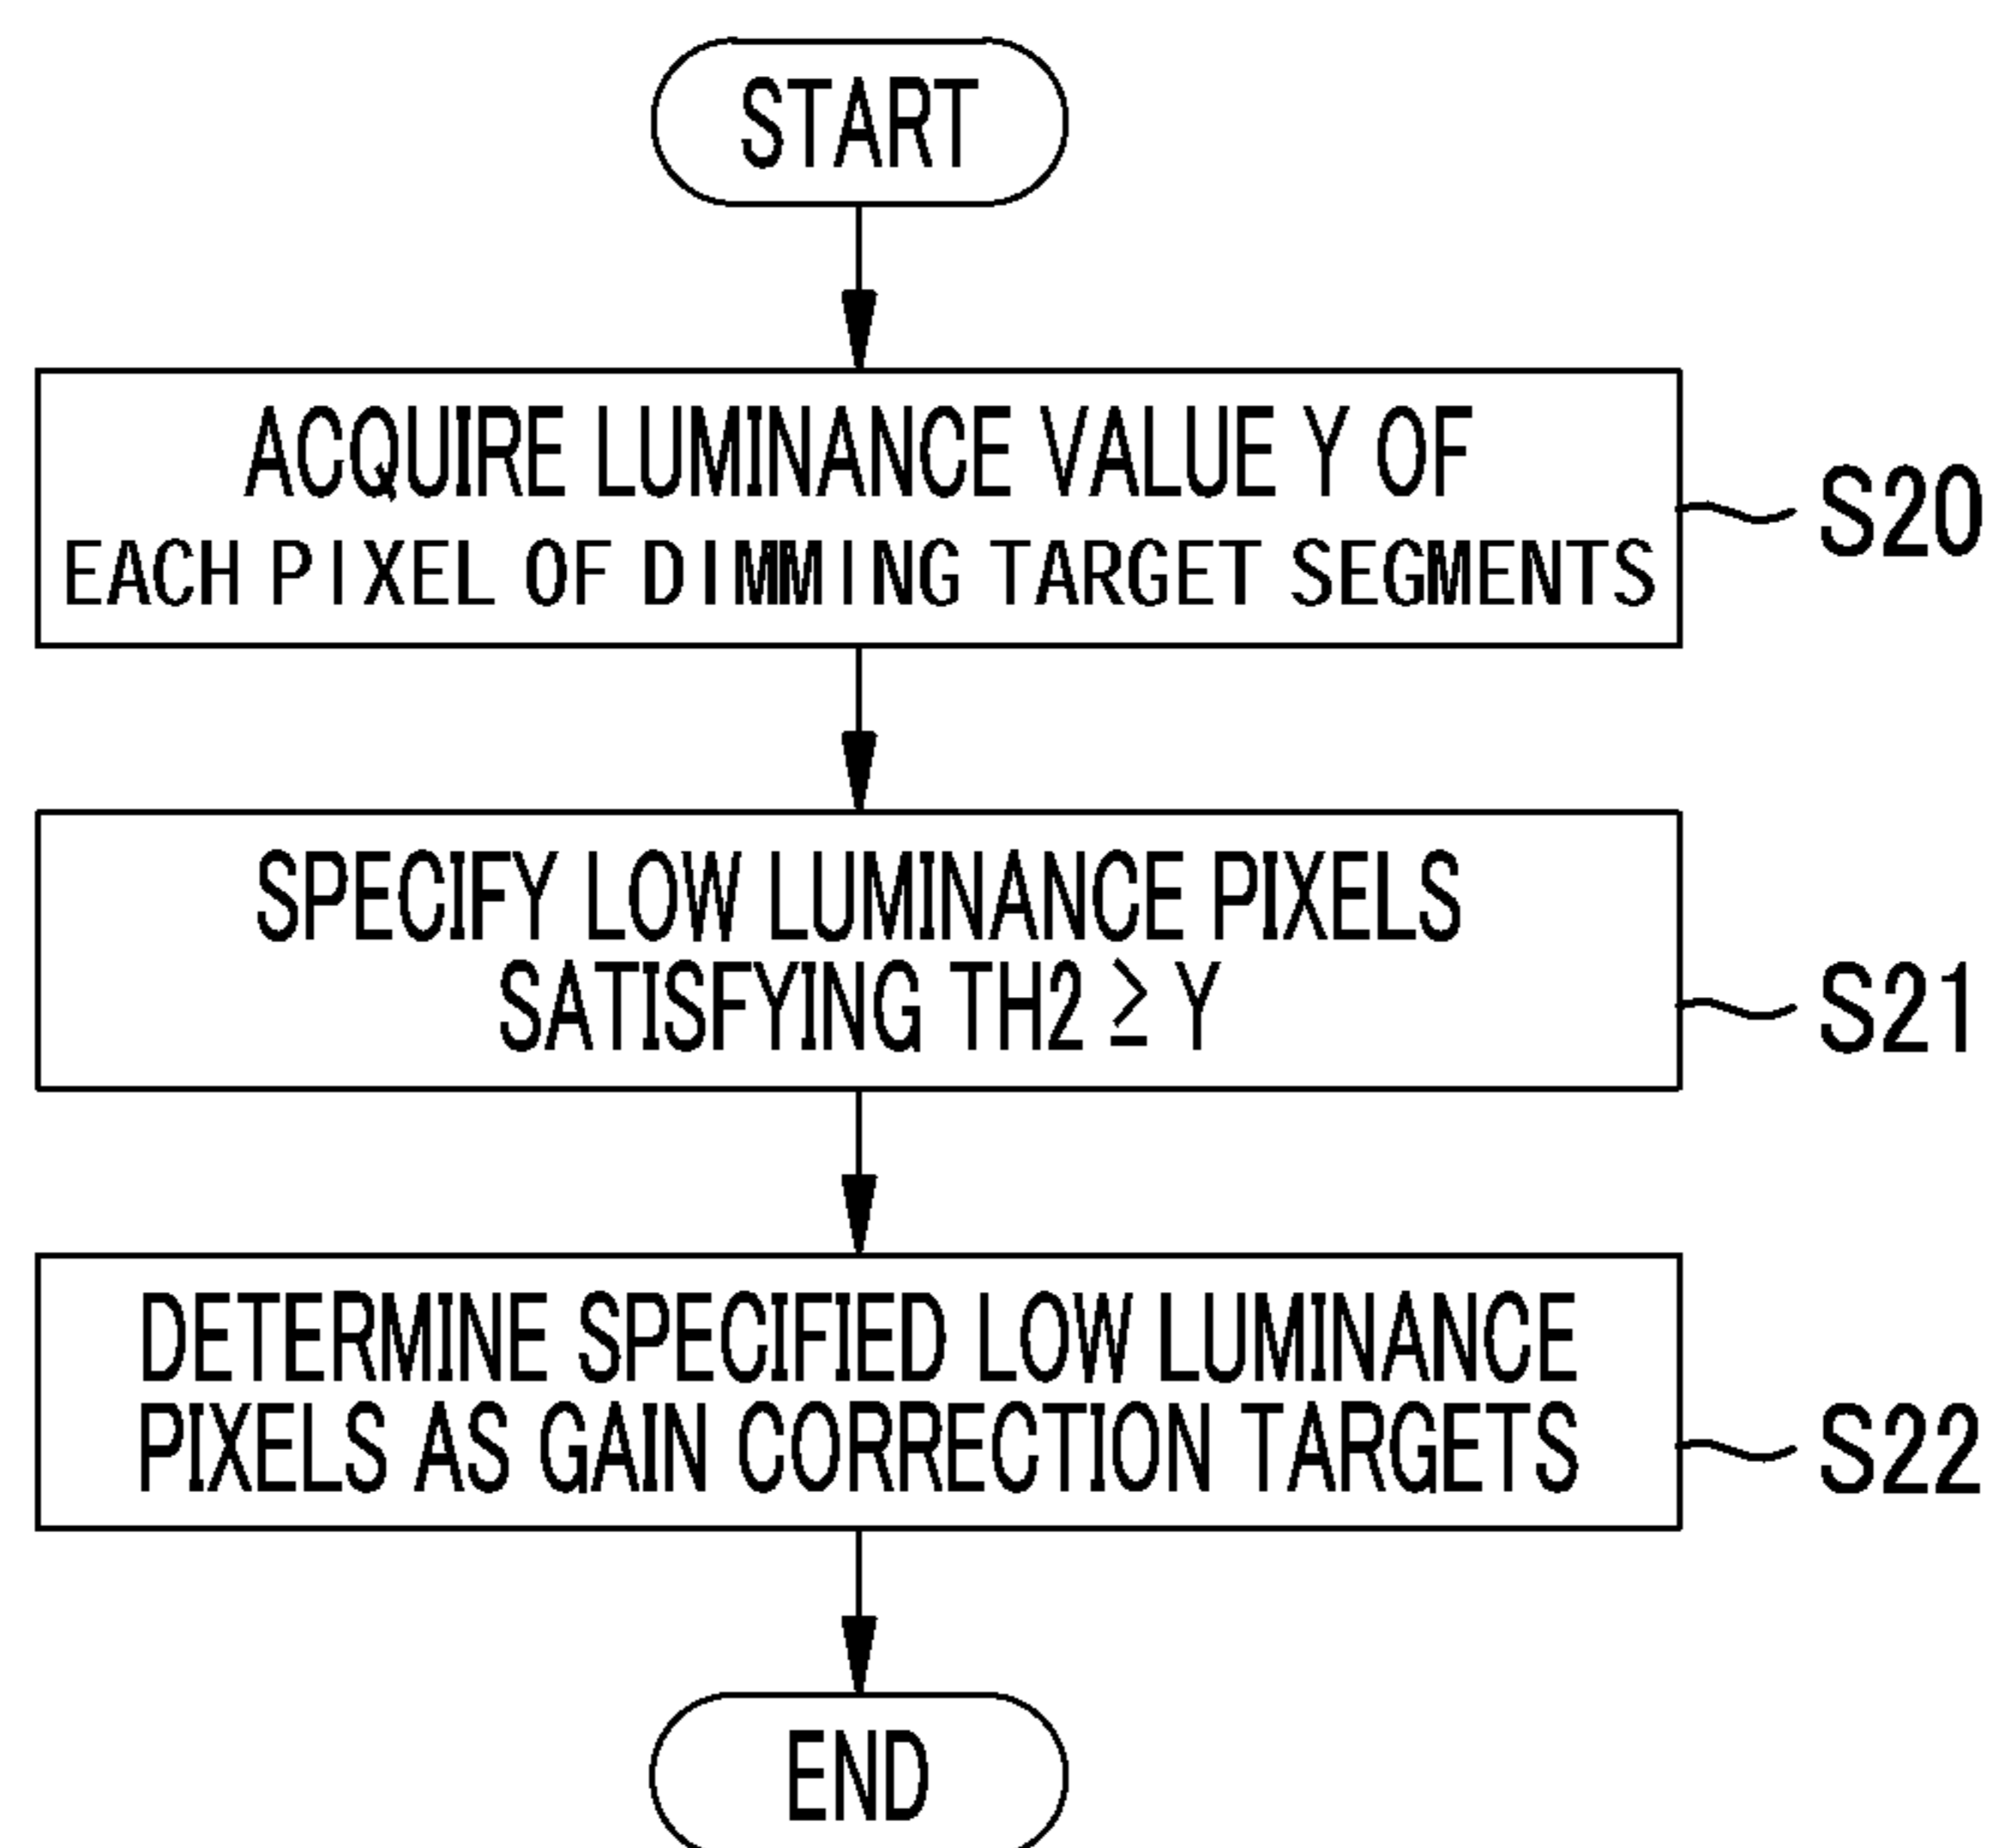 START
ACQUIRE LUMINANCE VALUE Y OF
EACH PIXEL OF DIMMING TARGET SEGMENTS
S20
SPECIFY LOW LUMINANCE PIXELS
SATISFYING TH2 ≥ Y
S21
DETERMINE SPECIFIED LOW LUMINANCE
PIXELS AS GAIN CORRECTION TARGETS
S22
END